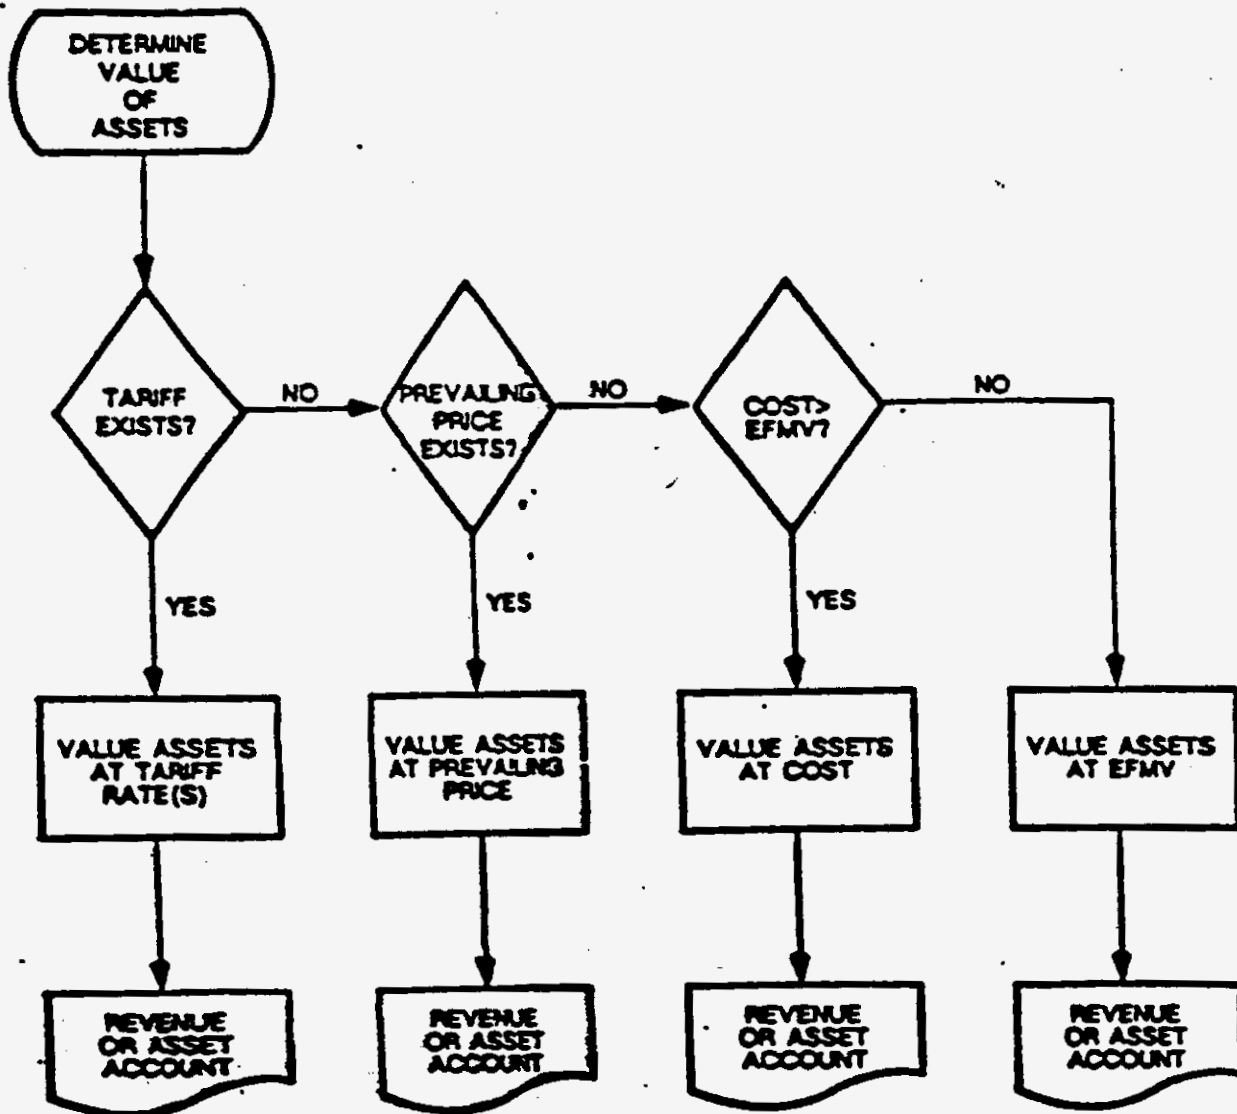 DETERMINE
VALUE
OF
ASSETS
TARIFF
EXISTS?
NO
PREVAILING
PRICE
EXISTS?
NO
COST>
EFMV?
NO
YES
YES
YES
VALUE ASSETS
AT TARIFF
RATE(S)
VALUE ASSETS
AT PREVAILING
PRICE
VALUE ASSETS
AT COST
VALUE ASSETS
AT EFMV
REVENUE
OR ASSET
ACCOUNT
REVENUE
OR ASSET
ACCOUNT
REVENUE
OR ASSET
ACCOUNT
REVENUE
OR ASSET
ACCOUNT